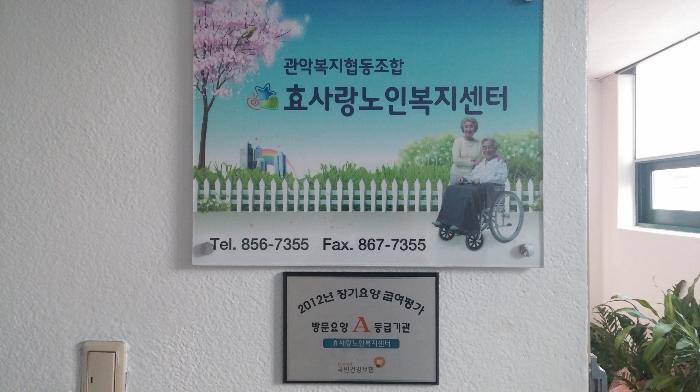 관악복지협동조합
효사랑노인복지센터
Tel. 856-7355 Fax. 867-7355
2012년 장기요양 급여평가
방문요양 A 등급기관
효사랑노인복지센터
국민건강보험